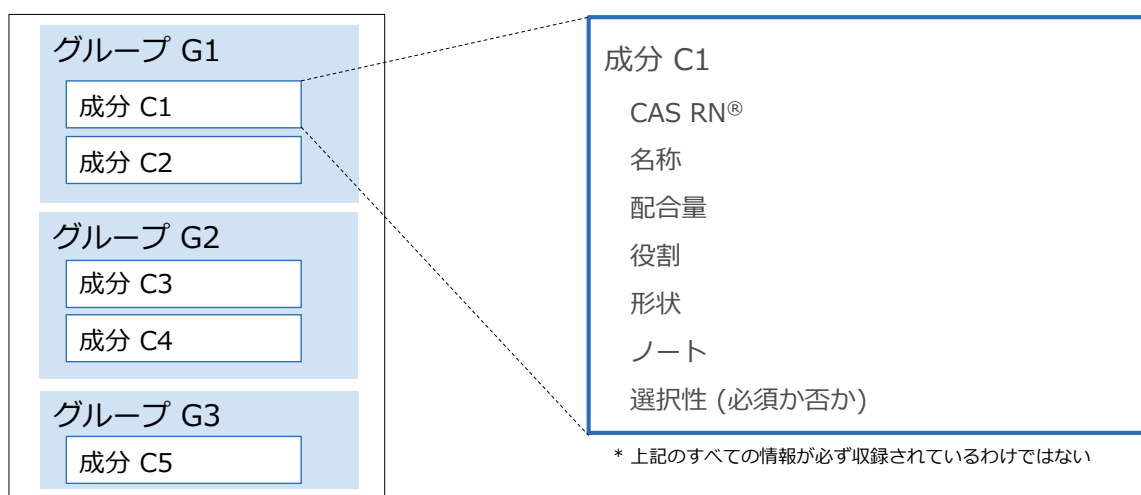 グループ G1
成分 C1
成分 C2
グループ G2
成分 C3
成分 C4
グループ G3
成分 C5
成分 C1
CAS RN®
名称
配合量
役割
形状
ノート
選択性 (必須か否か)
* 上記のすべての情報が必ず収録されているわけではない